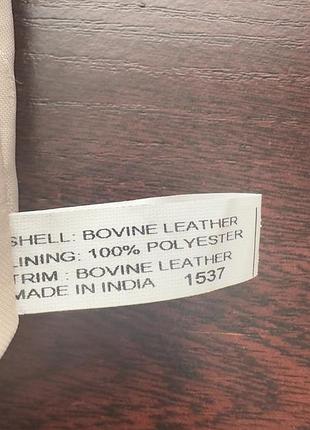 SHELL: BOVINE LEATHER
LINING: 100% POLYESTER
TRIM : BOVINE LEATHER
MADE IN INDIA 1537